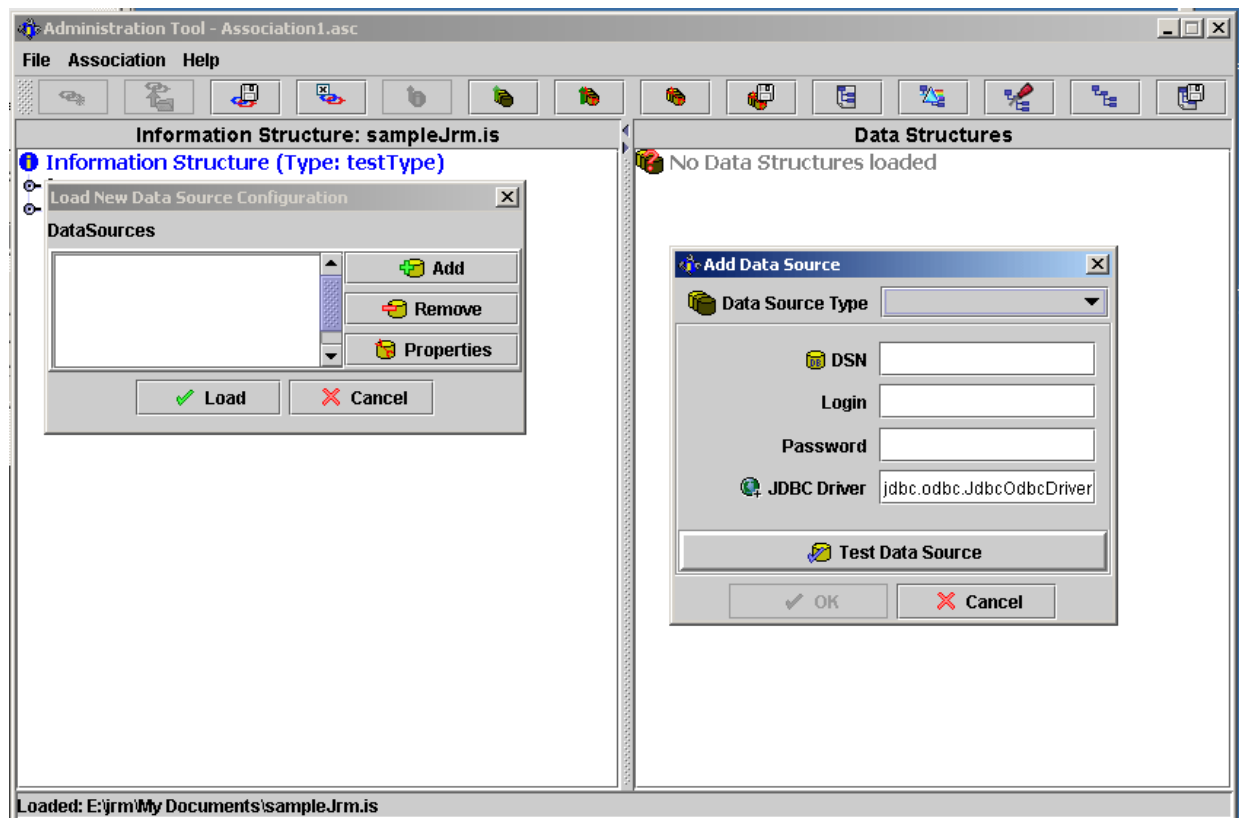 Administration Tool - Association1.asc
File Association Help
Information Structure: sampleJrm.is
Data Structures
Information Structure (Type: testType)
No Data Structures loaded
Load New Data Source Configuration
DataSources
Add
Remove
Properties
Load
Cancel
Add Data Source
Data Source Type
DB DSN
Login
Password
JDBC Driver jdbc.odbc.JdbcOdbcDriver
Test Data Source
OK
Cancel
Loaded: E:\jrm\My Documents\sampleJrm.is